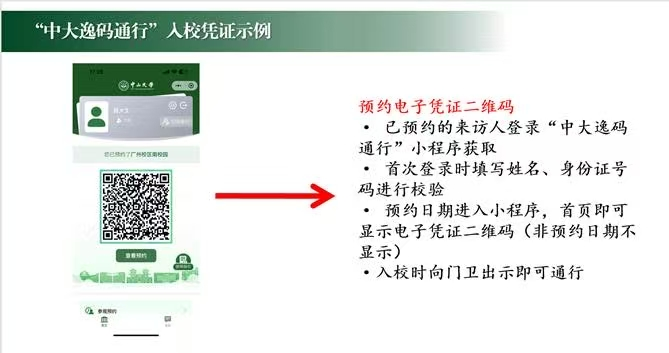 “中大逸码通行”入校凭证示例
17:28
中山大学
您已预约了广州校区南校园
查看预约
参观预约
预约电子凭证二维码
• 已预约的来访人登录“中大逸码
通行”小程序获取
• 首次登录时填写姓名、身份证号
码进行校验
• 预约日期进入小程序，首页即可
显示电子凭证二维码（非预约日期不
显示）
• 入校时向门卫出示即可通行